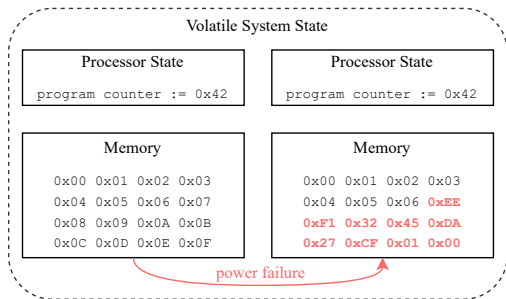 Volatile System State
Processor State
program counter := 0x42
Memory
0x00 0x01 0x02 0x03
0x04 0x05 0x06 0x07
0x08 0x09 0x0A 0x0B
0x0C 0x0D 0x0E 0x0F
Processor State
program counter := 0x42
Memory
0x00 0x01 0x02 0x03
0x04 0x05 0x06 0xEE
0xF1 0x32 0x45 0xDA
0x27 0xCF 0x01 0x00
power failure